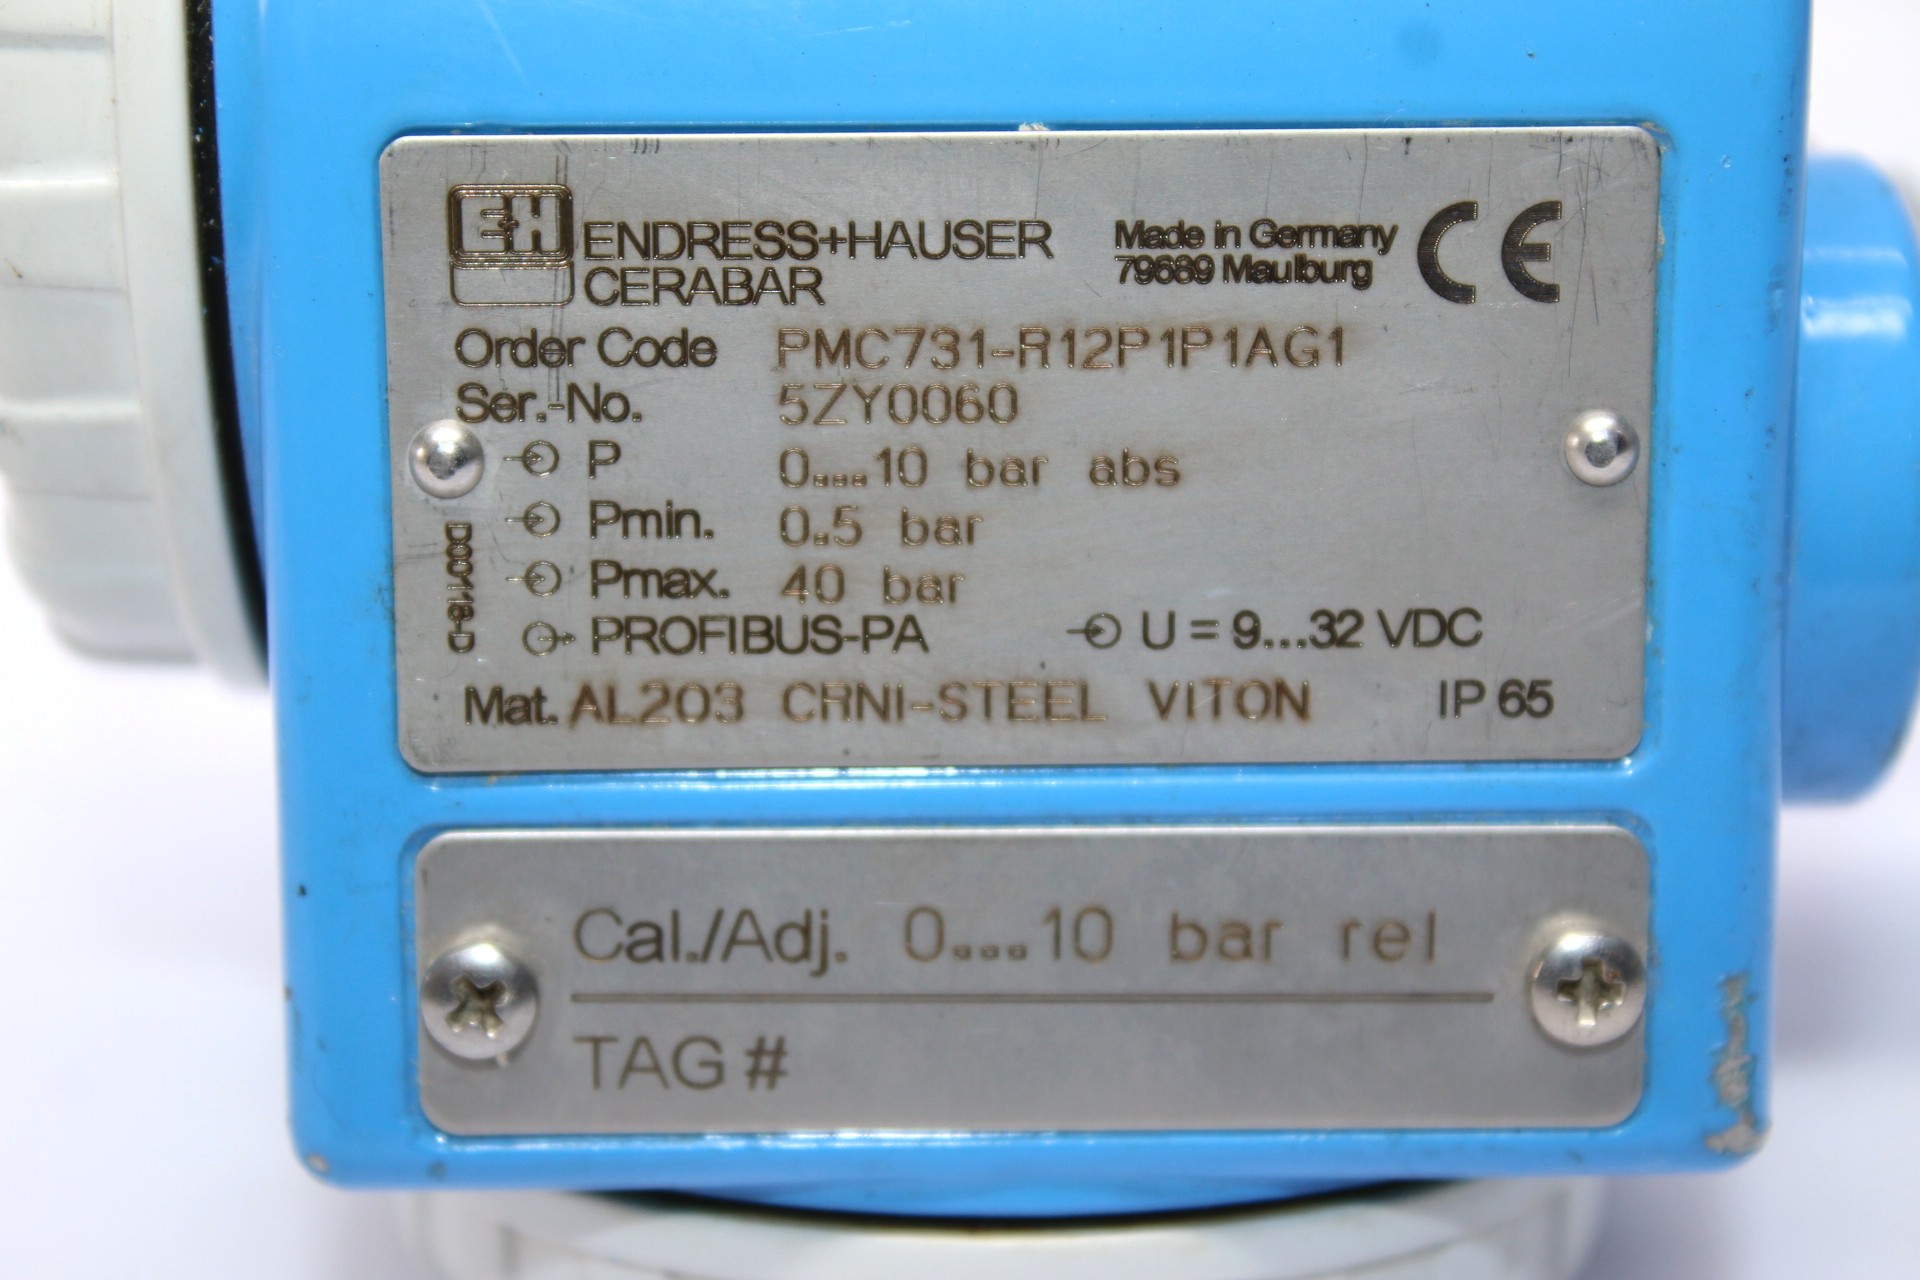 E+H ENDRESS+HAUSER
CERABAR
Made in Germany
79689 Maulburg
CE
Order Code PMC731-R12P1P1AG1
Ser.-No. 5ZY0060
P 0...10 bar abs
Pmin. 0.5 bar
Pmax. 40 bar
PROFIBUS-PA U = 9...32 VDC
Mat. AL203 CRNI-STEEL VITON IP 65
Cal./Adj. 0...10 bar rel
TAG #